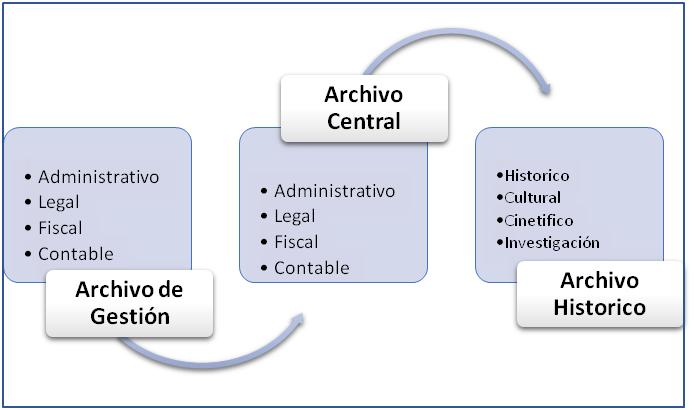 • Administrativo
• Legal
• Fiscal
• Contable
Archivo de
Gestión
Archivo
Central
• Administrativo
• Legal
• Fiscal
• Contable
•Historico
•Cultural
•Cinetifico
•Investigación
Archivo
Historico